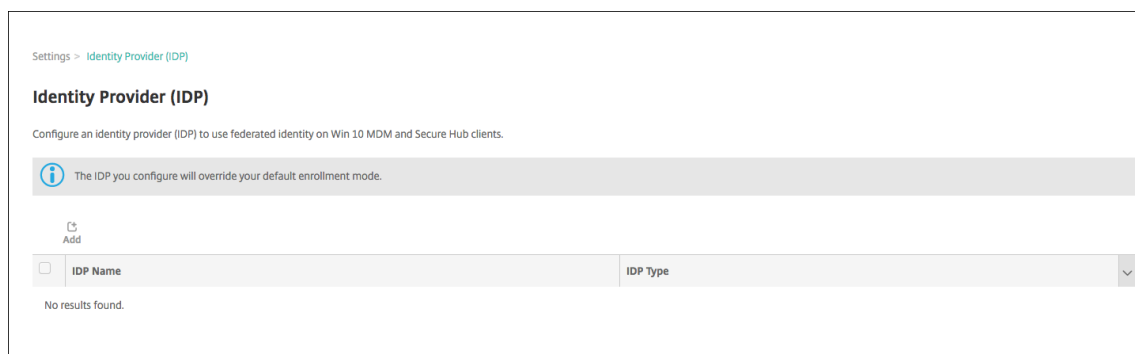 Settings > Identity Provider (IDP)
Identity Provider (IDP)
Configure an identity provider (IDP) to use federated identity on Win 10 MDM and Secure Hub clients.
The IDP you configure will override your default enrollment mode.
Add
IDP Name IDP Type
No results found.